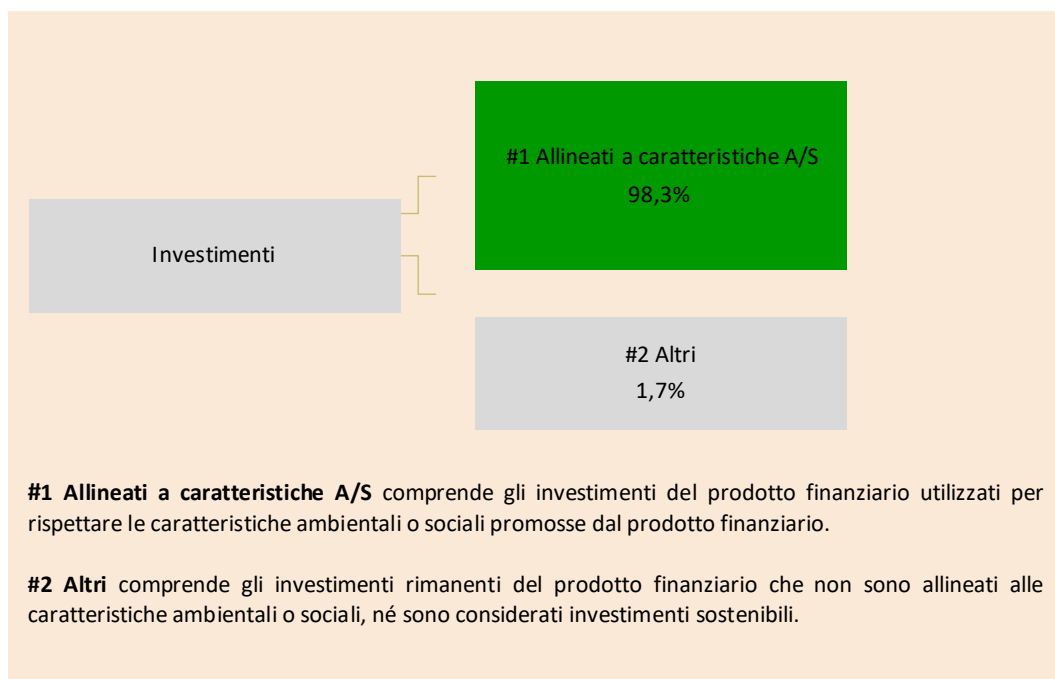 #1 Allineati a caratteristiche A/S
98,3%
Investimenti
#2 Altri
1,7%
#1 Allineati a caratteristiche A/S comprende gli investimenti del prodotto finanziario utilizzati per
rispettare le caratteristiche ambientali o sociali promosse dal prodotto finanziario.
#2 Altri comprende gli investimenti rimanenti del prodotto finanziario che non sono allineati alle
caratteristiche ambientali o sociali, né sono considerati investimenti sostenibili.